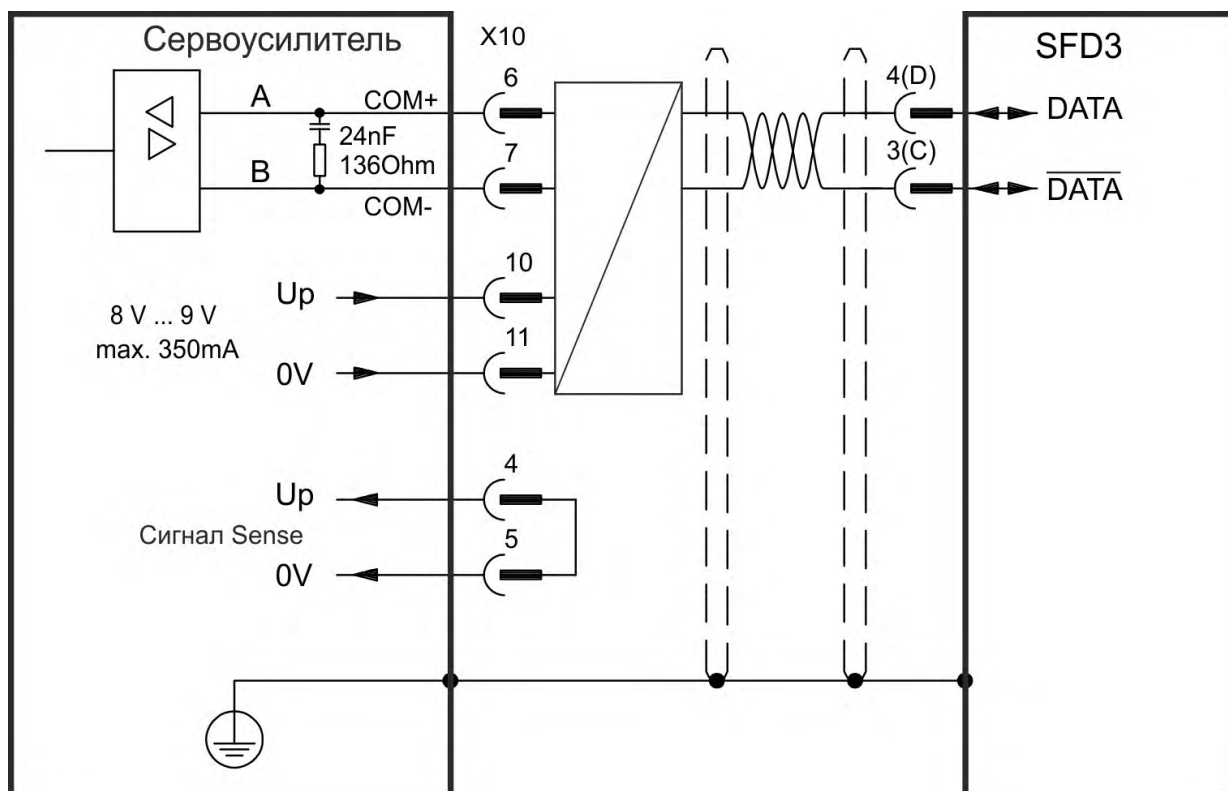 Сервоусилитель
X10
SFD3
6
4(D)
A
COM+
DATA
24nF
136Ohm
7
3(C)
B
COM-
DATA
10
Up
8 V ... 9 V
max. 350mA
11
0V
4
Up
Сигнал Sense
5
0V